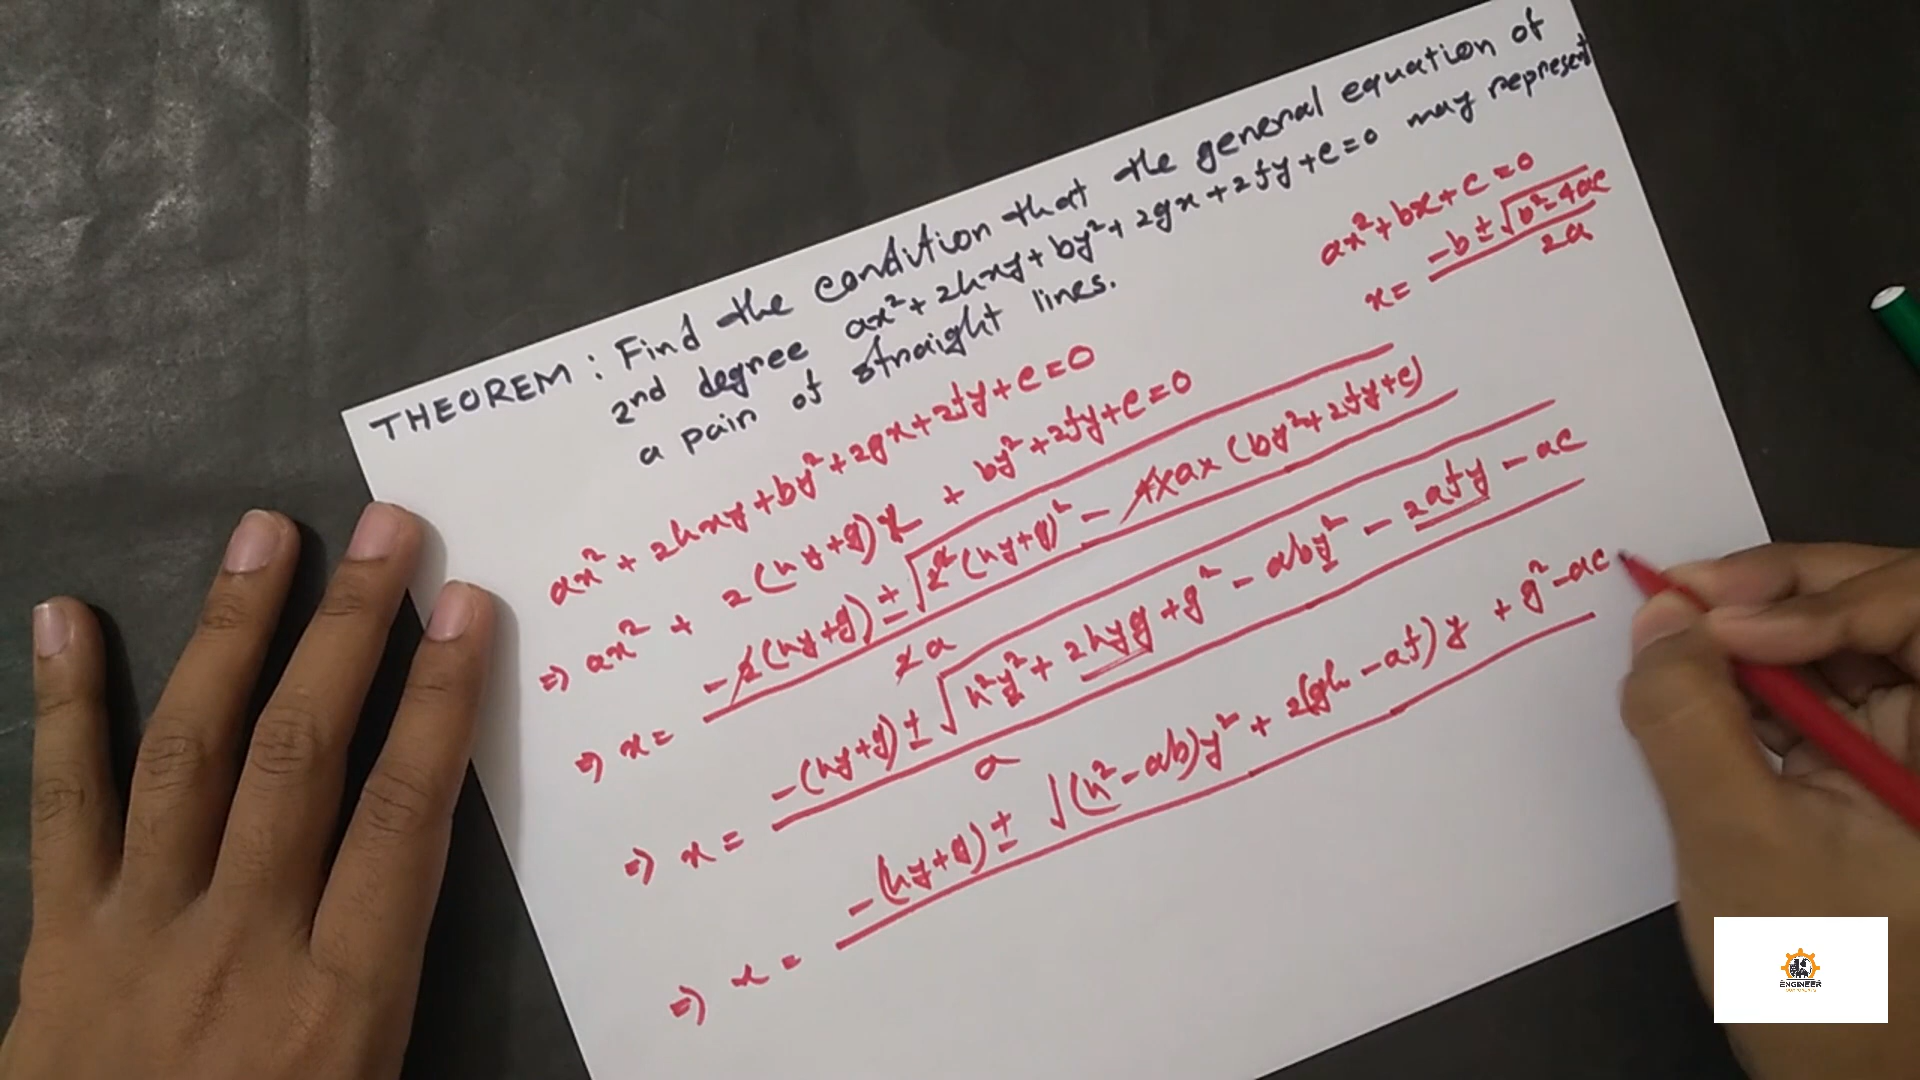 THEOREM: Find the condition that the general equation of
2nd degree ax²+2hxy+by²+2gx+2fy+c=0 may represent
a pair of straight lines.
ax²+bx+c=0
x= -b±√b²-4ac
2a
ax²+2hxy+by²+2gx+2fy+c=0
⇒ ax² + 2(hy+g)x + by²+2fy+c=0
⇒ x= -2(hy+g)±√2²(hy+g)² - 4×a×(by²+2fy+c)
2a
⇒ x= -(hy+g)±√h²y²+2hyg+g²-aby²-2afy-ac
a
⇒ x= -(hy+g)± √(h²-ab)y²+2(gh-af)y + g²-ac
ENGINEER